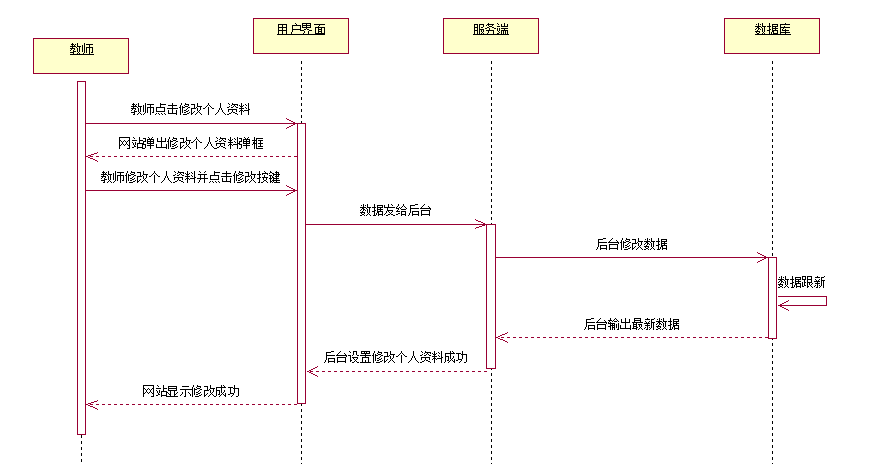 教师
用户界面
服务端
数据库
教师点击修改个人资料
网站弹出修改个人资料弹框
教师修改个人资料并点击修改按键
数据发给后台
后台修改数据
数据跟新
后台输出最新数据
后台设置修改个人资料成功
网站显示修改成功